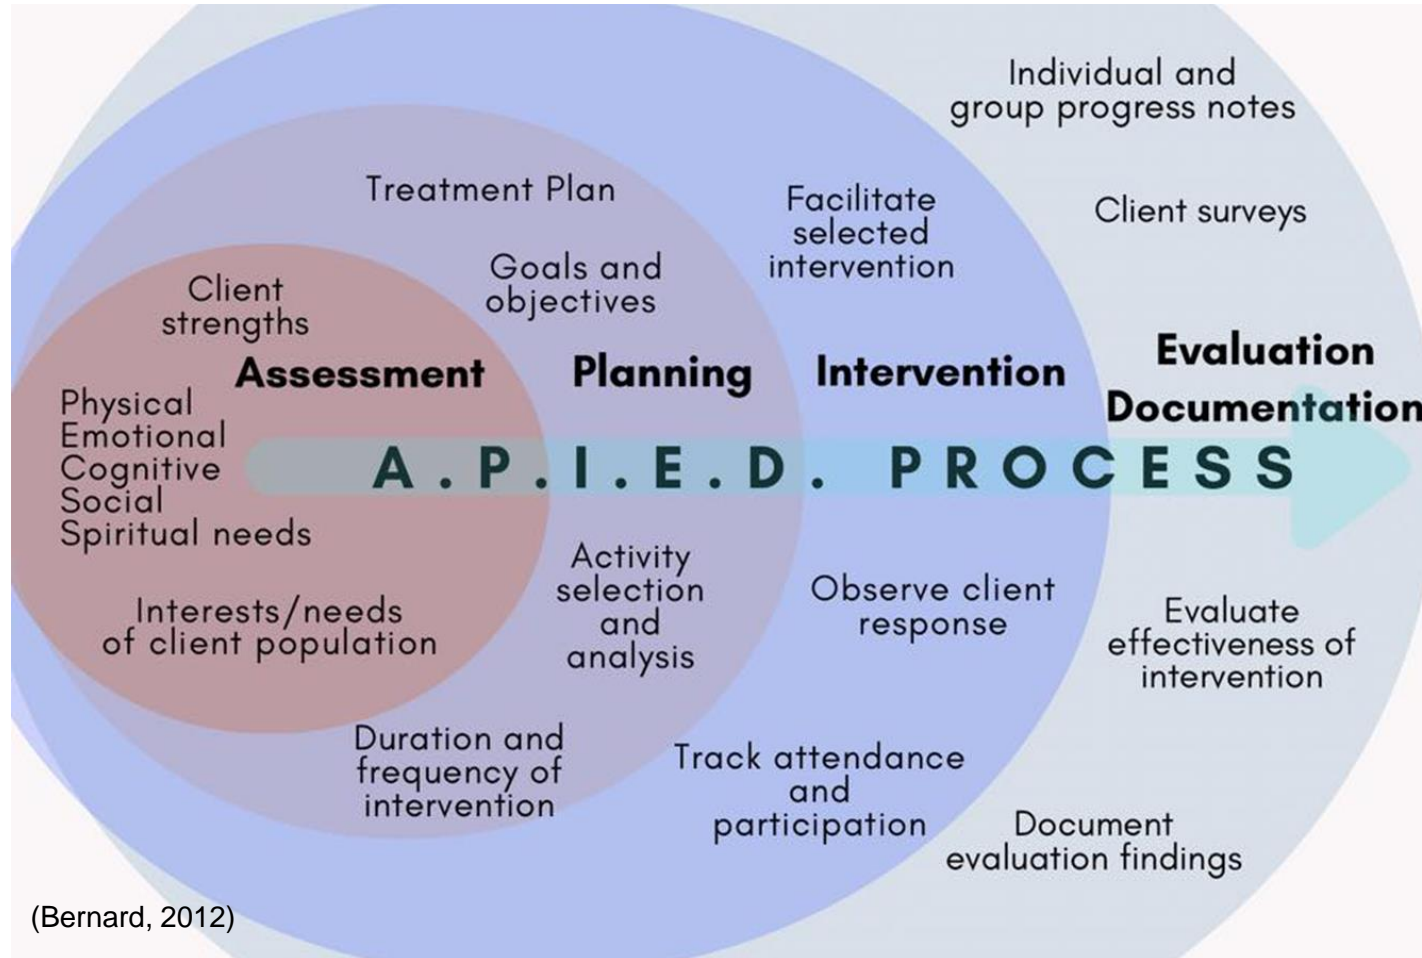 Individual and
group progress notes
Treatment Plan
Facilitate
selected
intervention
Client surveys
Goals and
objectives
Client
strengths
Assessment
Planning
Intervention
Evaluation
Documentation
Physical
Emotional
Cognitive
Social
Spiritual needs
A.P.I.E.D. PROCESS
Interests/needs
of client population
Activity
selection
and
analysis
Observe client
response
Evaluate
effectiveness of
intervention
Duration and
frequency of
intervention
Track attendance
and
participation
Document
evaluation findings
(Bernard, 2012)